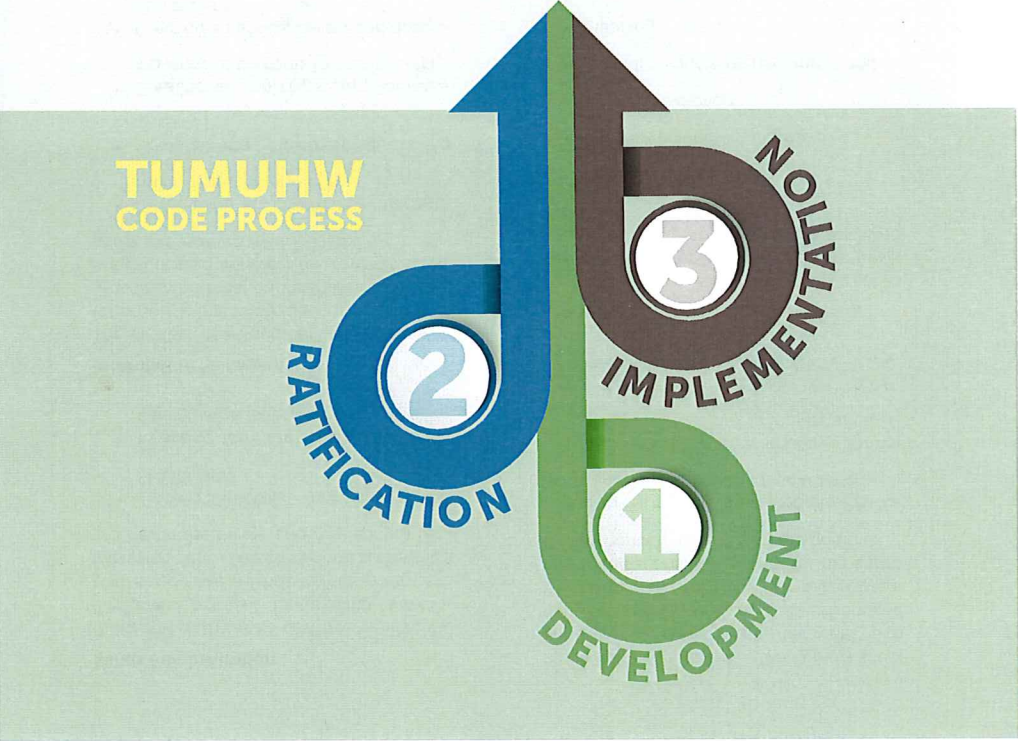 TUMUHW
CODE PROCESS
3
IMPLEMENTATION
2
RATIFICATION
1
DEVELOPMENT